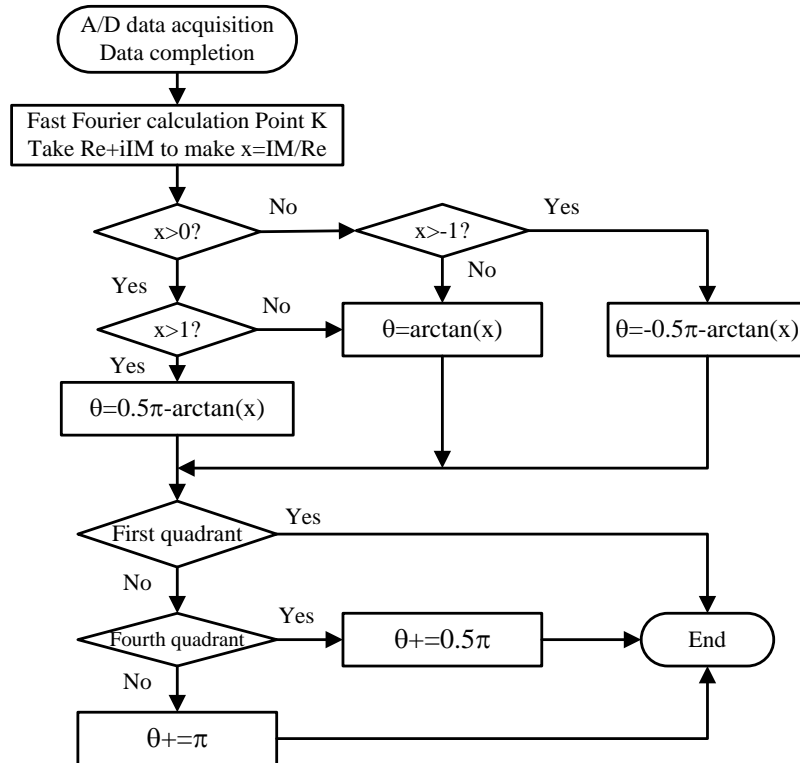 A/D data acquisition
Data completion
Fast Fourier calculation Point K
Take Re+iIM to make x=IM/Re
x>0?
No
x>-1?
Yes
Yes
No
x>1?
No
θ=arctan(x)
θ=-0.5π-arctan(x)
Yes
θ=0.5π-arctan(x)
First quadrant
Yes
No
Fourth quadrant
Yes
θ+=0.5π
End
No
θ+=π